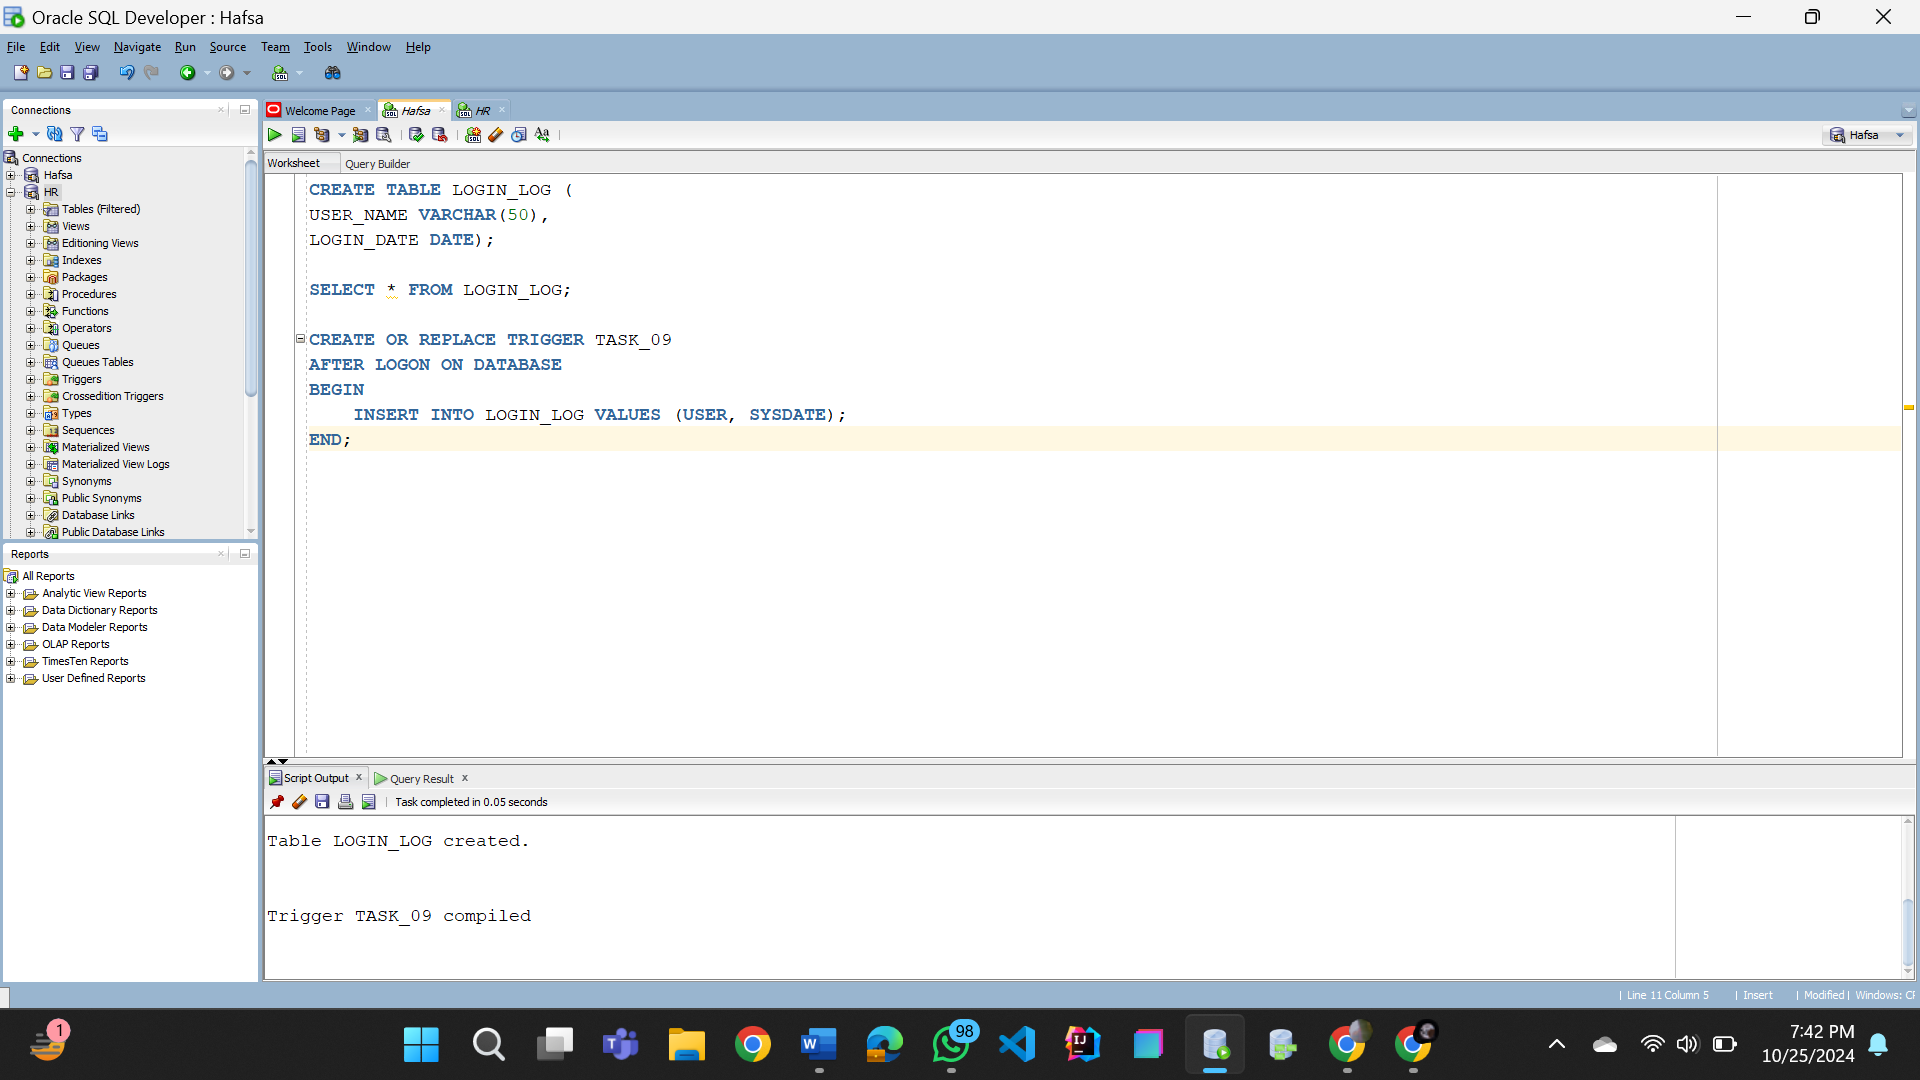 Oracle SQL Developer : Hafsa
File Edit View Navigate Run Source Team Tools Window Help
Connections
Connections
Hafsa
HR
Tables (Filtered)
Views
Editioning Views
Indexes
Packages
Procedures
Functions
Operators
Queues
Queues Tables
Triggers
Crossedition Triggers
Types
Sequences
Materialized Views
Materialized View Logs
Synonyms
Public Synonyms
Database Links
Public Database Links
Reports
All Reports
Analytic View Reports
Data Dictionary Reports
Data Modeler Reports
OLAP Reports
TimesTen Reports
User Defined Reports
Welcome Page Hafsa HR
Hafsa
Worksheet Query Builder
CREATE TABLE LOGIN_LOG (
USER_NAME VARCHAR(50),
LOGIN_DATE DATE);
SELECT * FROM LOGIN_LOG;
CREATE OR REPLACE TRIGGER TASK_09
AFTER LOGON ON DATABASE
BEGIN
INSERT INTO LOGIN_LOG VALUES (USER, SYSDATE);
END;
Script Output Query Result
Task completed in 0.05 seconds
Table LOGIN_LOG created.
Trigger TASK_09 compiled
Line 11 Column 5 Insert Modified Windows:
1
98
7:42 PM
10/25/2024